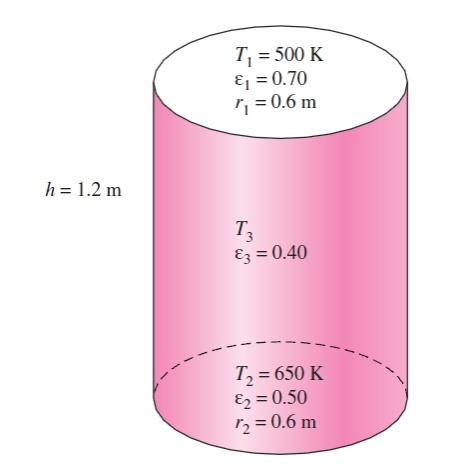 T₁ = 500 K
ε₁ = 0.70
r₁ = 0.6 m
h = 1.2 m
T₃
ε₃ = 0.40
T₂ = 650 K
ε₂ = 0.50
r₂ = 0.6 m